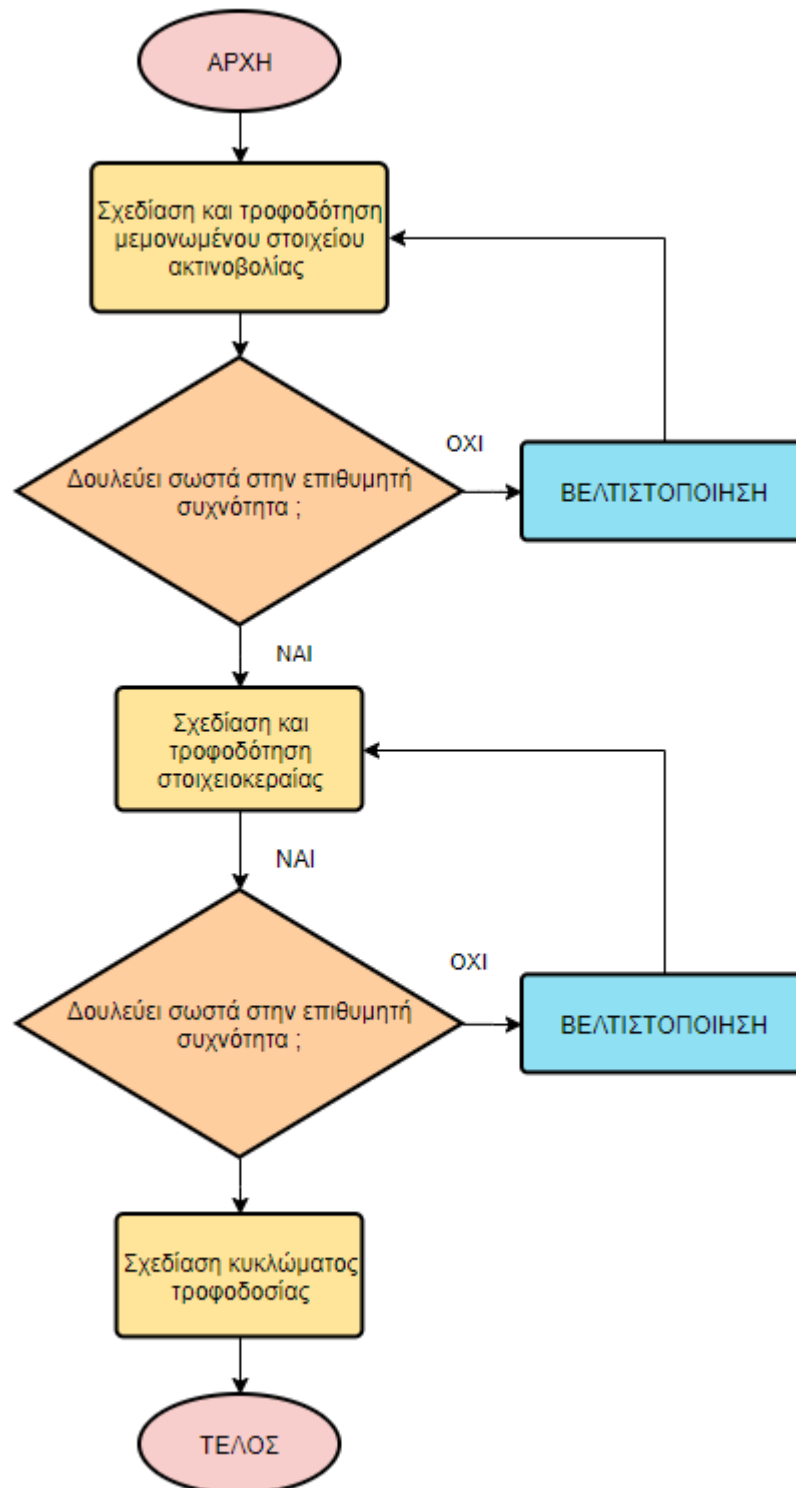 ΑΡΧΗ
Σχεδίαση και τροφοδότηση
μεμονωμένου στοιχείου
ακτινοβολίας
Δουλεύει σωστά στην επιθυμητή
συχνότητα ;
ΟΧΙ
ΒΕΛΤΙΣΤΟΠΟΙΗΣΗ
ΝΑΙ
Σχεδίαση και
τροφοδότηση
στοιχειοκεραίας
ΝΑΙ
Δουλεύει σωστά στην επιθυμητή
συχνότητα ;
ΟΧΙ
ΒΕΛΤΙΣΤΟΠΟΙΗΣΗ
Σχεδίαση κυκλώματος
τροφοδοσίας
ΤΕΛΟΣ